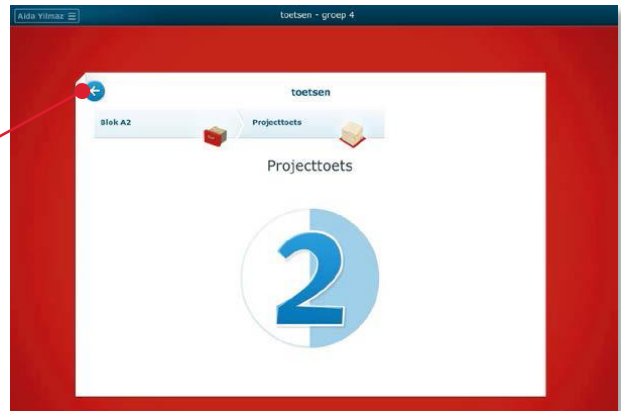 Aida Yilmaz
toetsen - groep 4
toetsen
Blok A2
Projecttoets
Projecttoets
2